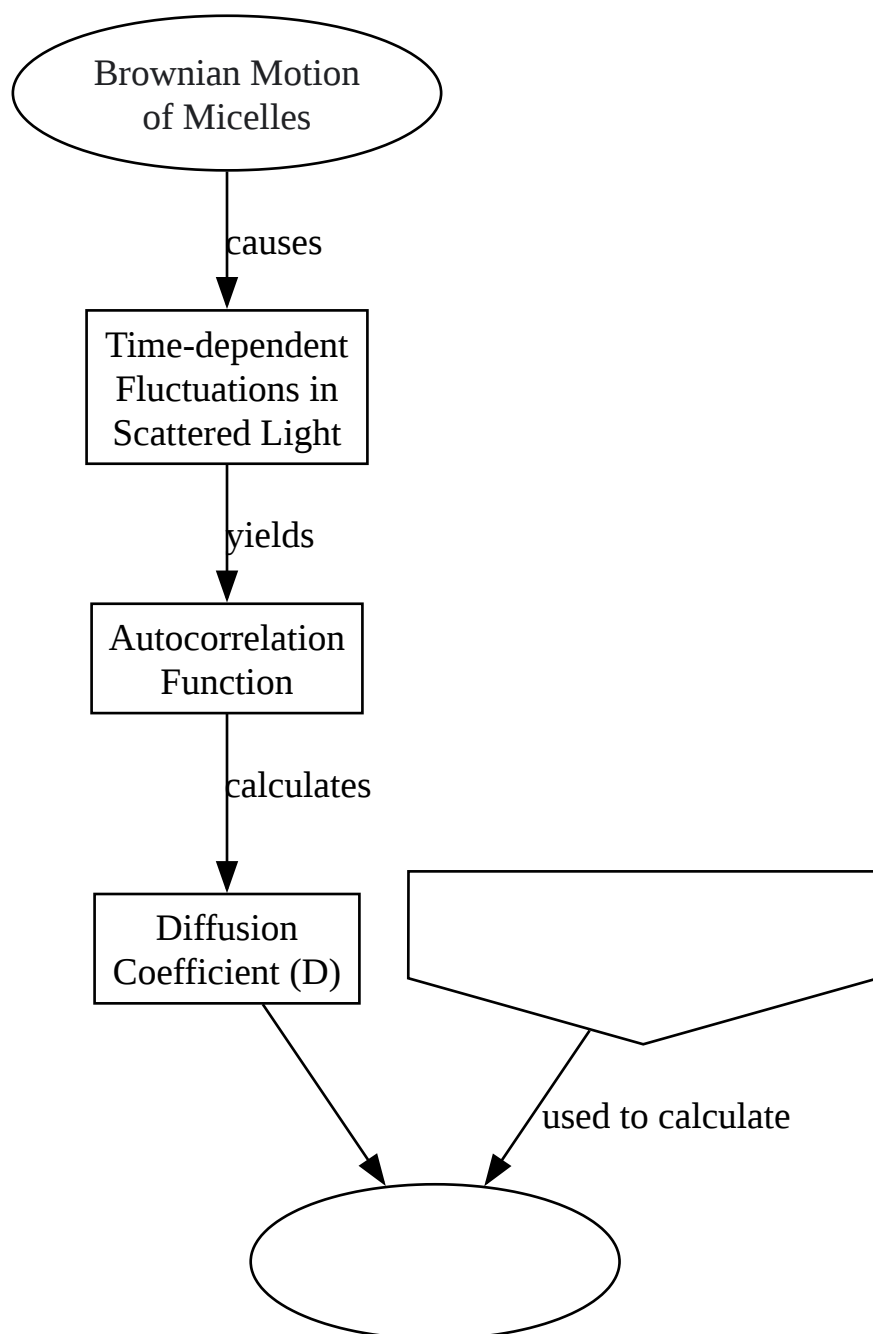 Brownian Motion
of Micelles
causes
Time-dependent
Fluctuations in
Scattered Light
yields
Autocorrelation
Function
calculates
Diffusion
Coefficient (D)
used to calculate